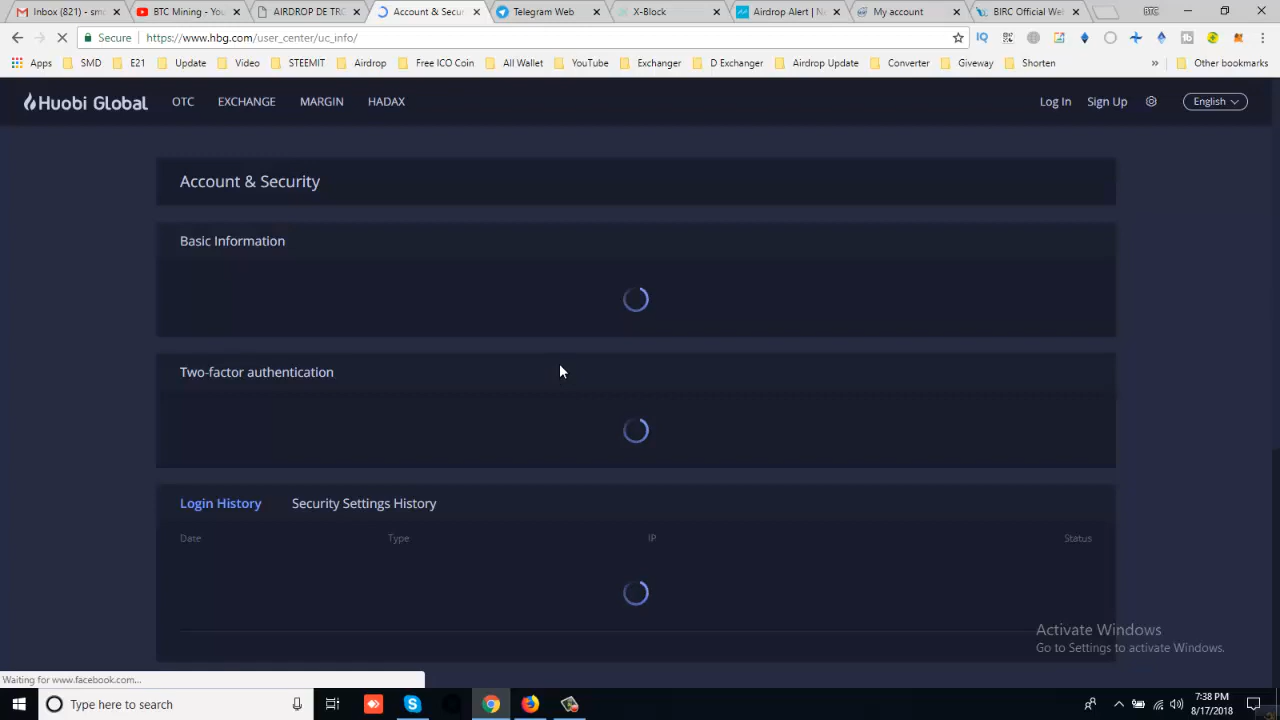 Inbox (821) - smc
BTC Mining - You
AIRDROP DE TRO
Account & Secur
Telegram Web
X-Block
Airdrop Alert | Ne
My account
BIRC Official Web
BTC
Secure
https://www.hbg.com/user_center/uc_info/
Apps
SMD
E21
Update
Video
STEEMIT
Airdrop
Free ICO Coin
All Wallet
YouTube
Exchanger
D Exchanger
Airdrop Update
Converter
Giveway
Shorten
»
Other bookmarks
Huobi Global
OTC
EXCHANGE
MARGIN
HADAX
Log In
Sign Up
English
Account & Security
Basic Information
Two-factor authentication
Login History
Security Settings History
Date
Type
IP
Status
Activate Windows
Go to Settings to activate Windows.
Waiting for www.facebook.com...
Type here to search
7:38 PM
8/17/2018